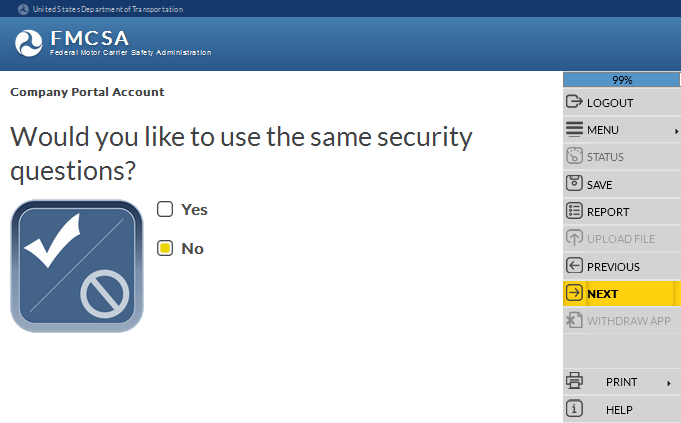 United States Department of Transportation
FMCSA
Federal Motor Carrier Safety Administration
Company Portal Account
Would you like to use the same security
questions?
Yes
No
99%
LOGOUT
MENU
STATUS
SAVE
REPORT
UPLOAD FILE
PREVIOUS
NEXT
WITHDRAW APP
PRINT
HELP